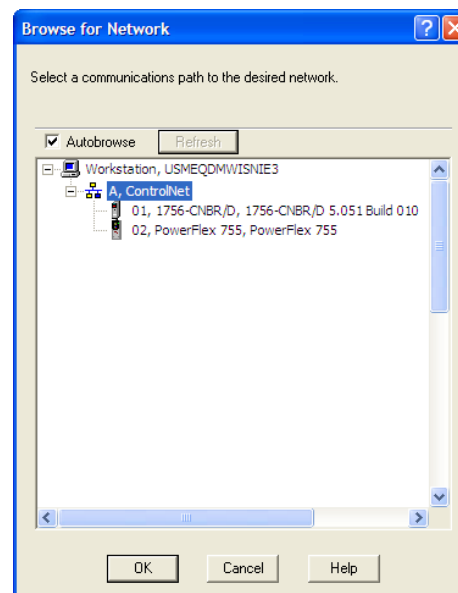 Browse for Network
Select a communications path to the desired network.
Autobrowse Refresh
Workstation, USMEQDMWISNIE3
A, ControlNet
01, 1756-CNBR/D, 1756-CNBR/D 5.051 Build 010
02, PowerFlex 755, PowerFlex 755
OK Cancel Help